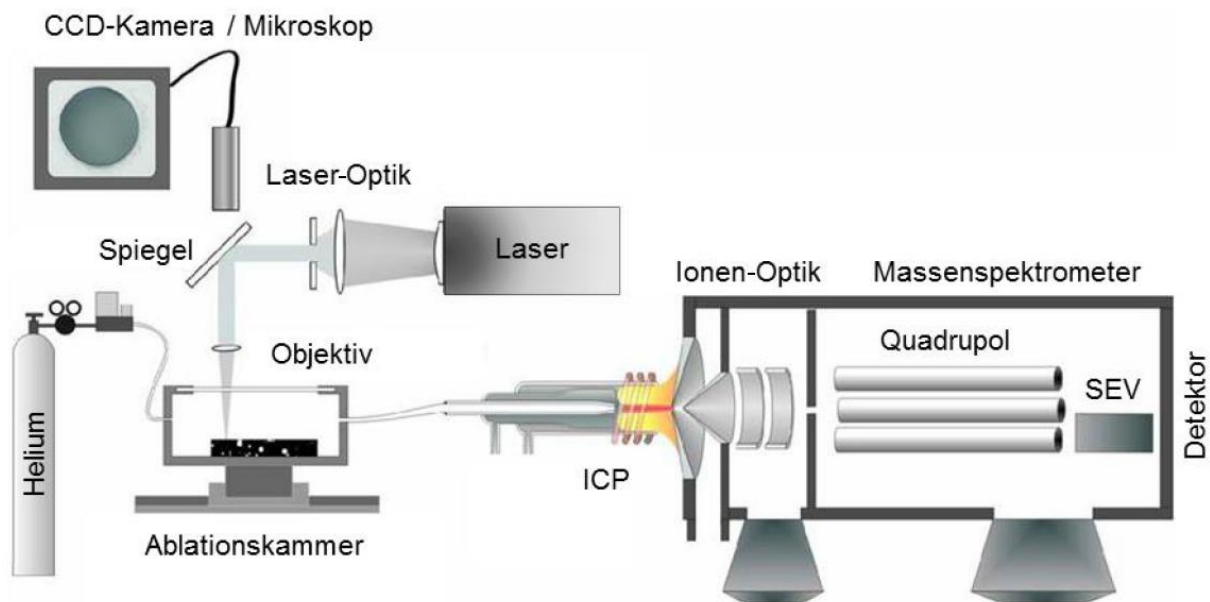 CCD-Kamera / Mikroskop
Laser-Optik
Spiegel
Laser
Ionen-Optik
Massenspektrometer
Objektiv
Quadrupol
SEV
Detektor
Helium
ICP
Ablationskammer